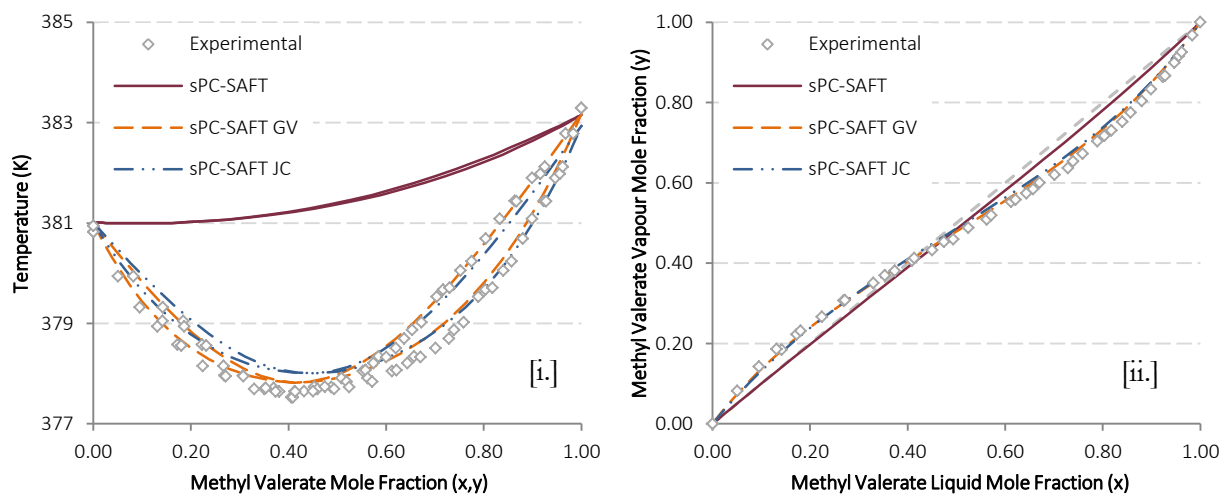 385
383
381
379
377
Temperature (K)
Experimental
sPC-SAFT
sPC-SAFT GV
sPC-SAFT JC
[i.]
0.00 0.20 0.40 0.60 0.80 1.00
Methyl Valerate Mole Fraction (x,y)
1.00
0.80
0.60
0.40
0.20
0.00
Methyl Valerate Vapour Mole Fraction (y)
Experimental
sPC-SAFT
sPC-SAFT GV
sPC-SAFT JC
[ii.]
0.00 0.20 0.40 0.60 0.80 1.00
Methyl Valerate Liquid Mole Fraction (x)